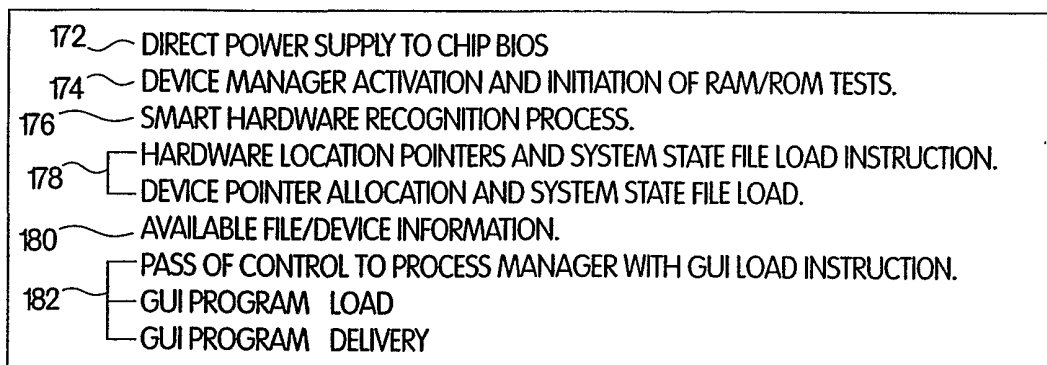 172 DIRECT POWER SUPPLY TO CHIP BIOS
174 DEVICE MANAGER ACTIVATION AND INITIATION OF RAM/ROM TESTS.
176 SMART HARDWARE RECOGNITION PROCESS.
178 HARDWARE LOCATION POINTERS AND SYSTEM STATE FILE LOAD INSTRUCTION.
DEVICE POINTER ALLOCATION AND SYSTEM STATE FILE LOAD.
180 AVAILABLE FILE/DEVICE INFORMATION.
182 PASS OF CONTROL TO PROCESS MANAGER WITH GUI LOAD INSTRUCTION.
GUI PROGRAM LOAD
GUI PROGRAM DELIVERY